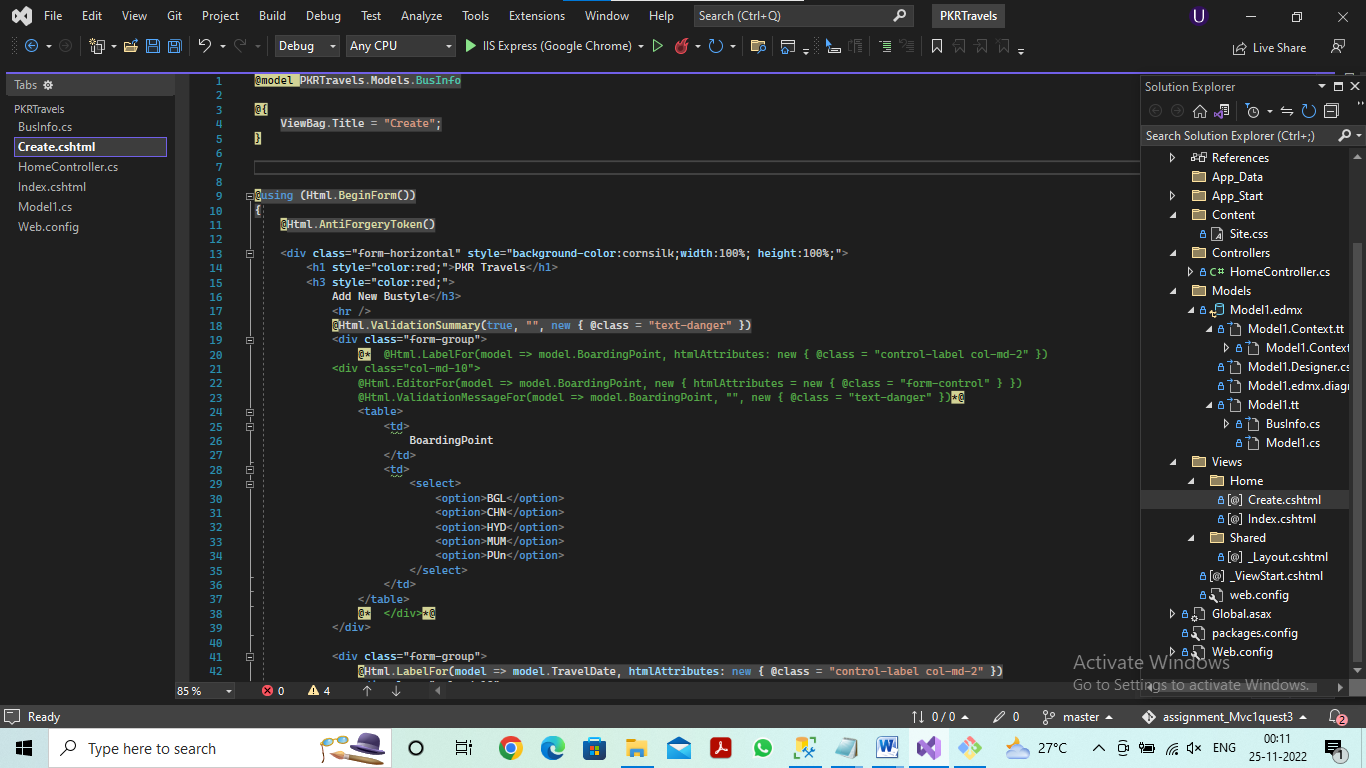 File Edit View Git Project Build Debug Test Analyze Tools Extensions Window Help Search (Ctrl+Q) PKRTravels U
Debug Any CPU IIS Express (Google Chrome) Live Share
Tabs
PKRTravels
BusInfo.cs
Create.cshtml
HomeController.cs
Index.cshtml
Model1.cs
Web.config
1 @model PKRTravels.Models.BusInfo
2
3 @{
4 ViewBag.Title = "Create";
5 }
6
7
8
9 @using (Html.BeginForm())
10 {
11 @Html.AntiForgeryToken()
12
13 <div class="form-horizontal" style="background-color:cornsilk;width:100%; height:100%;">
14 <h1 style="color:red;">PKR Travels</h1>
15 <h3 style="color:red;">
16 Add New Bustyle</h3>
17 <hr />
18 @Html.ValidationSummary(true, "", new { @class = "text-danger" })
19 <div class="form-group">
20 @* @Html.LabelFor(model => model.BoardingPoint, htmlAttributes: new { @class = "control-label col-md-2" })
21 <div class="col-md-10">
22 @Html.EditorFor(model => model.BoardingPoint, new { htmlAttributes = new { @class = "form-control" } })
23 @Html.ValidationMessageFor(model => model.BoardingPoint, "", new { @class = "text-danger" })*@
24 <table>
25 <td>
26 BoardingPoint
27 </td>
28 <td>
29 <select>
30 <option>BGL</option>
31 <option>CHN</option>
32 <option>HYD</option>
33 <option>MUM</option>
34 <option>PUn</option>
35 </select>
36 </td>
37 </table>
38 @* </div>*@
39 </div>
40
41 <div class="form-group">
42 @Html.LabelFor(model => model.TravelDate, htmlAttributes: new { @class = "control-label col-md-2" })
85 % 0 4
Solution Explorer
Search Solution Explorer (Ctrl+;)
References
App_Data
App_Start
Content
Site.css
Controllers
C# HomeController.cs
Models
Model1.edmx
Model1.Context.tt
Model1.Context
Model1.Designer.cs
Model1.edmx.diag
Model1.tt
BusInfo.cs
Model1.cs
Views
Home
[@] Create.cshtml
[@] Index.cshtml
Shared
[@] _Layout.cshtml
[@] _ViewStart.cshtml
web.config
Global.asax
packages.config
Web.config
Activate Windows
Go to Settings to activate Windows.
Ready 0 / 0 0 master assignment_Mvc1quest3 2
Type here to search 27°C ENG 00:11
25-11-2022 1